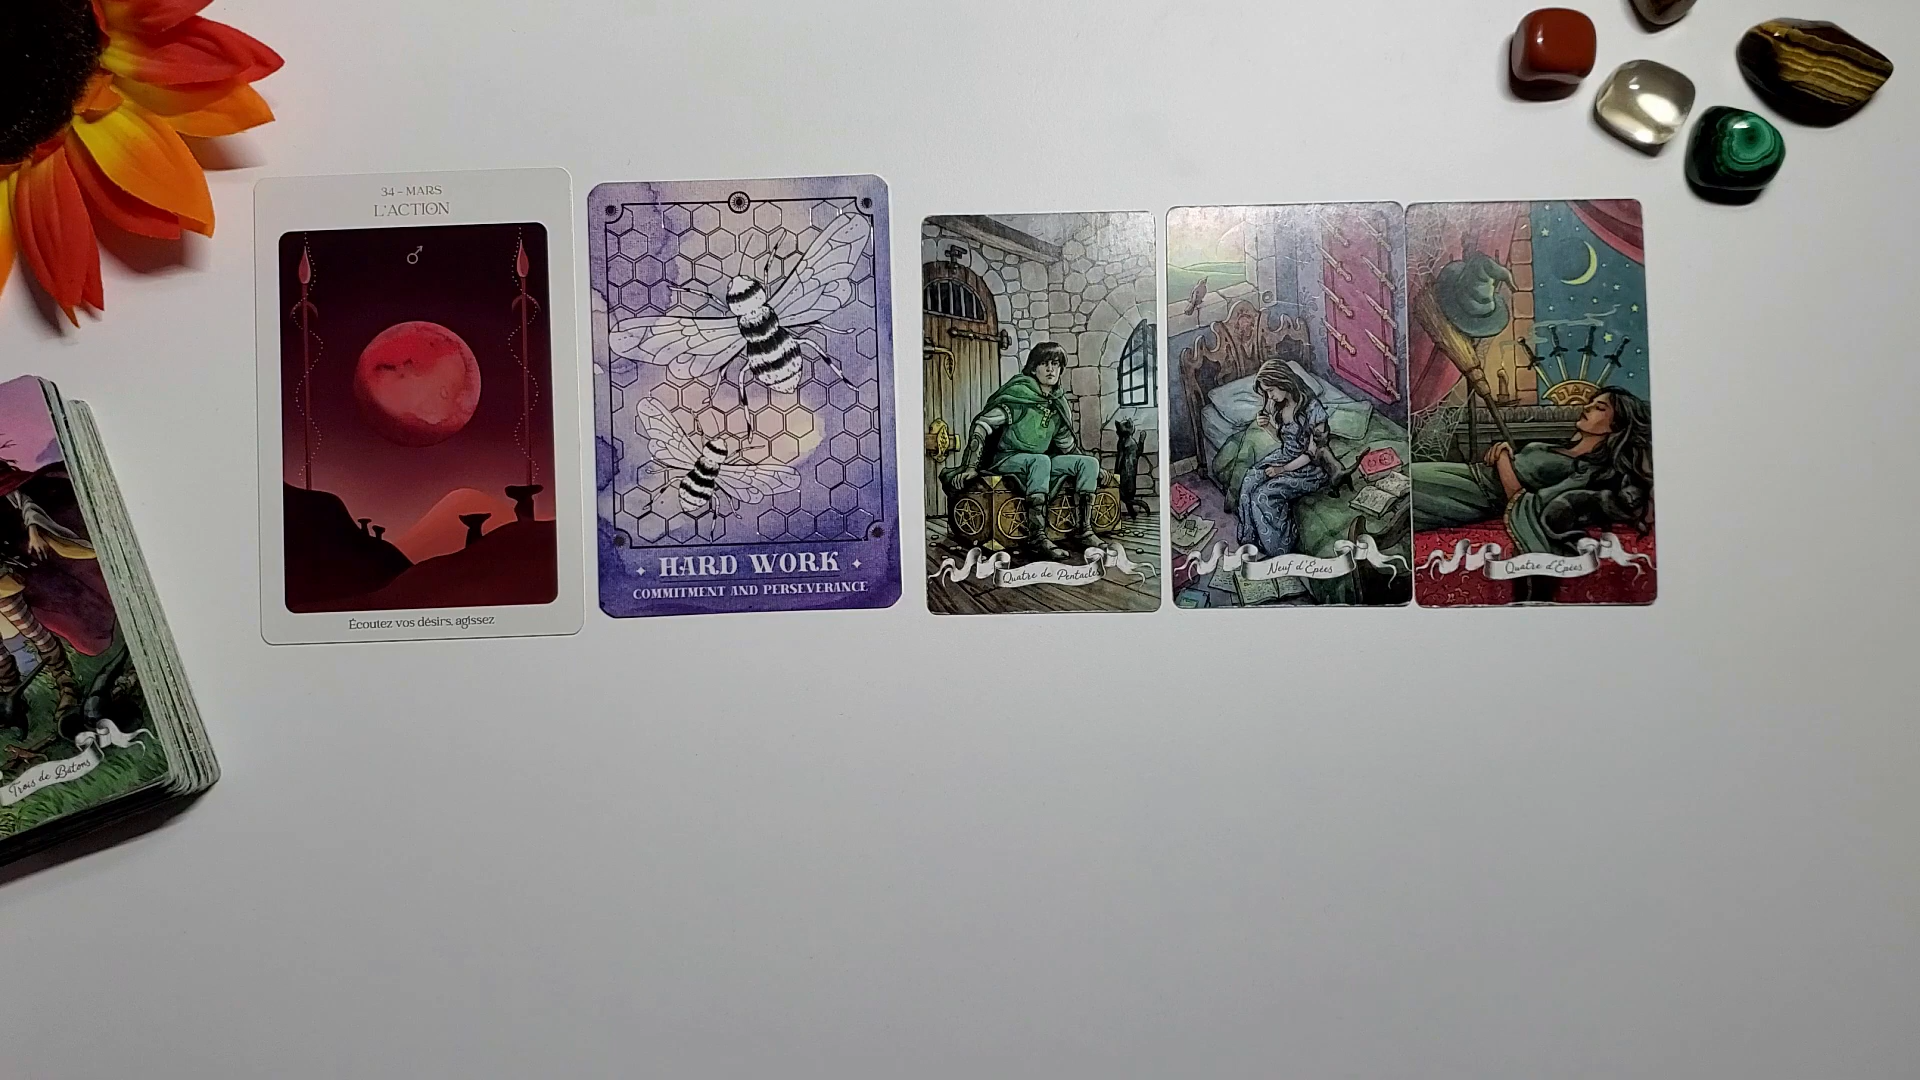 34 - MARS
L'ACTION
Écoutez vos désirs, agissez
HARD WORK
COMMITMENT AND PERSEVERANCE
Quatre de Pentacles
Neuf d'Épées
Quatre d'Épées
Trois de Bâtons